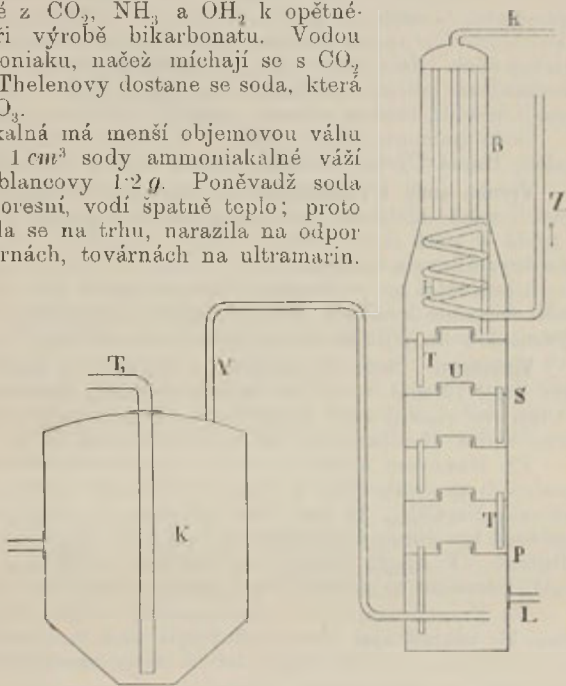 é z CO₂, NH₃ a OH₂ k opětné-
ři výrobě bikarbonatu. Vodou
oniaku, načež míchají se s CO₂
Thelenovy dostane se soda, která
O₃.
kalná má menší objemovou váhu
1 cm³ sody ammoniakalné váží
blancovy 1·2 g. Poněvadž soda
oresní, vodí špatně teplo; proto
la se na trhu, narazila na odpor
rnách, továrnách na ultramarin.
k
B
Z
T
U
S
T₁
V
K
T
P
L